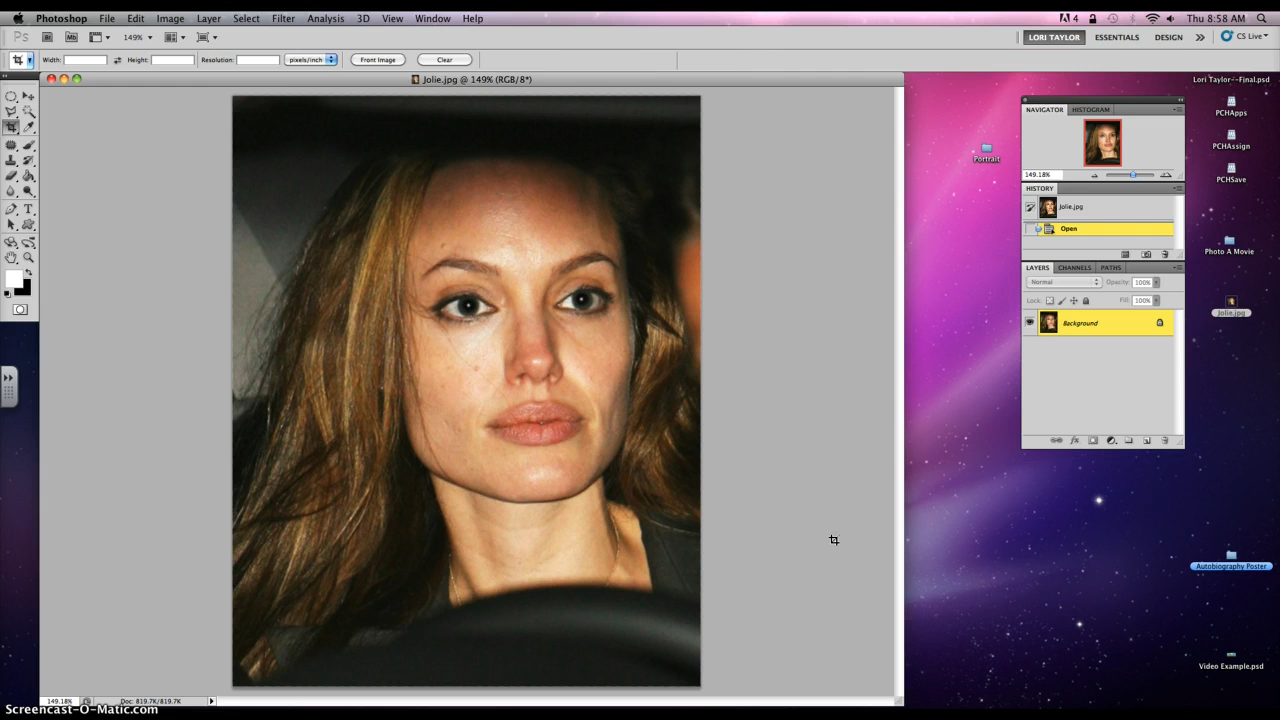 Photoshop File Edit Image Layer Select Filter Analysis 3D View Window Help 4 Thu 8:58 AM
Ps Br Mb 149% LORI TAYLOR ESSENTIALS DESIGN CS Live
Width: Height: Resolution: pixels/inch Front Image Clear
Jolie.jpg @ 149% (RGB/8*)
Lori Taylor--Final.psd
PCHApps
PCHAssign
PCHSave
Portrait
Photo A Movie
Jolie.jpg
Autobiography Poster
Video Example.psd
NAVIGATOR HISTOGRAM
149.18%
HISTORY
Jolie.jpg
Open
LAYERS CHANNELS PATHS
Normal Opacity: 100%
Lock: Fill: 100%
Background
149.18% Doc: 819.7K/819.7K
Screencast-O-Matic.com